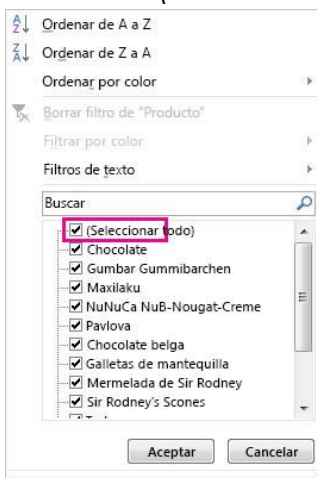 Ordenar de A a Z
Ordenar de Z a A
Ordenar por color
Borrar filtro de "Producto"
Filtrar por color
Filtros de texto
Buscar
(Seleccionar todo)
Chocolate
Gumbar Gummibarchen
Maxilaku
NuNuCa NuB-Nougat-Creme
Pavlova
Chocolate belga
Galletas de mantequilla
Mermelada de Sir Rodney
Sir Rodney's Scones
Aceptar Cancelar